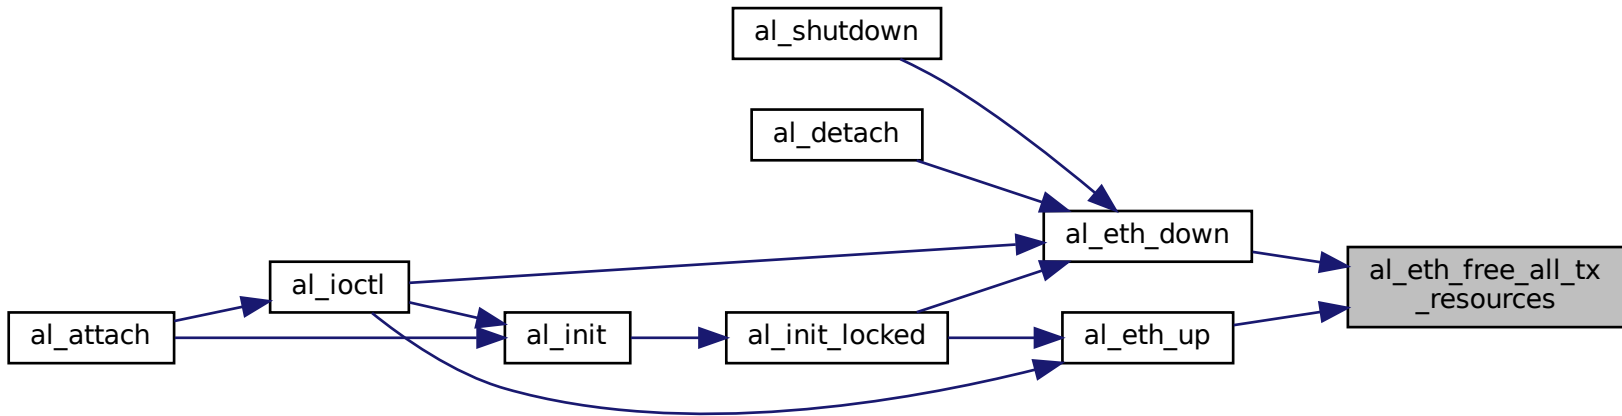 al_shutdown
al_detach
al_eth_down
al_eth_free_all_tx
_resources
al_ioctl
al_attach
al_init
al_init_locked
al_eth_up